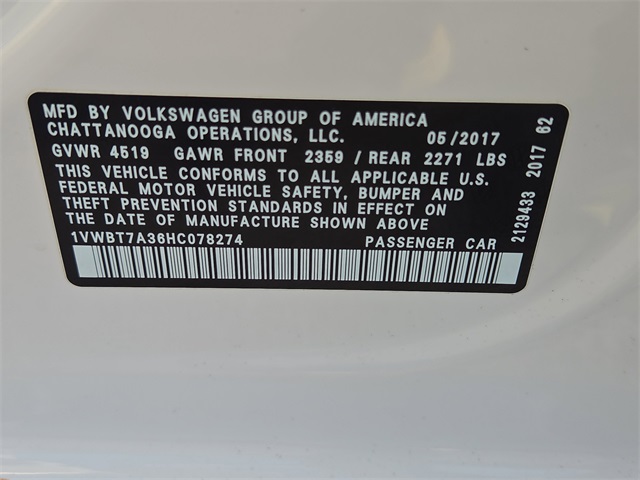 MFD BY VOLKSWAGEN GROUP OF AMERICA
CHATTANOOGA OPERATIONS, LLC. 05/2017
GVWR 4519 GAWR FRONT 2359 / REAR 2271 LBS
THIS VEHICLE CONFORMS TO ALL APPLICABLE U.S.
FEDERAL MOTOR VEHICLE SAFETY, BUMPER AND
THEFT PREVENTION STANDARDS IN EFFECT ON
THE DATE OF MANUFACTURE SHOWN ABOVE
1VWBT7A36HC078274 PASSENGER CAR
2129433 2017 62